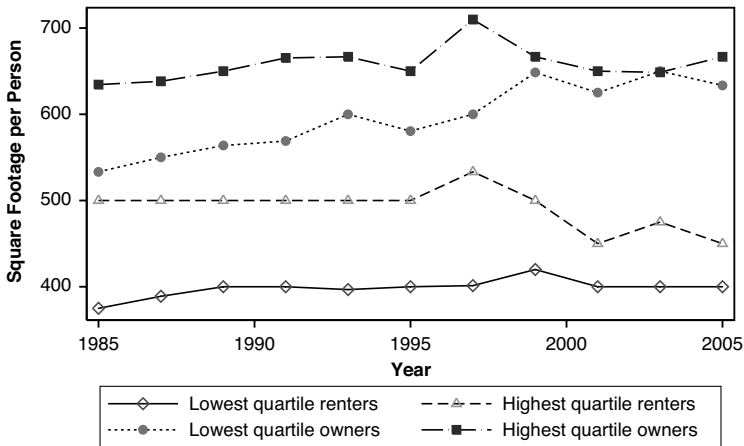 700
600
500
400
Square Footage per Person
1985 1990 1995 2000 2005
Year
Lowest quartile renters Highest quartile renters
Lowest quartile owners Highest quartile owners